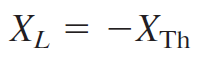 X_L = −X_Th